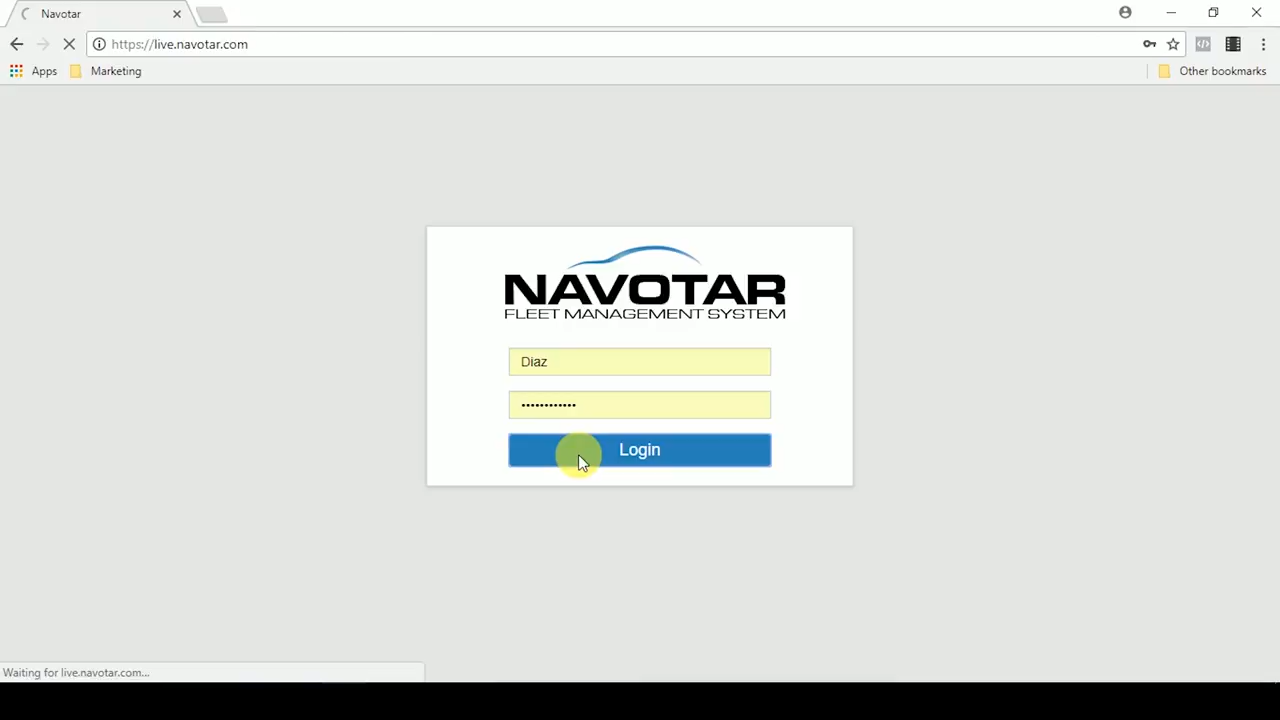 Navotar
https://live.navotar.com
Apps
Marketing
Other bookmarks
NAVOTAR
FLEET MANAGEMENT SYSTEM
Diaz
••••••••••••
Login
Waiting for live.navotar.com...